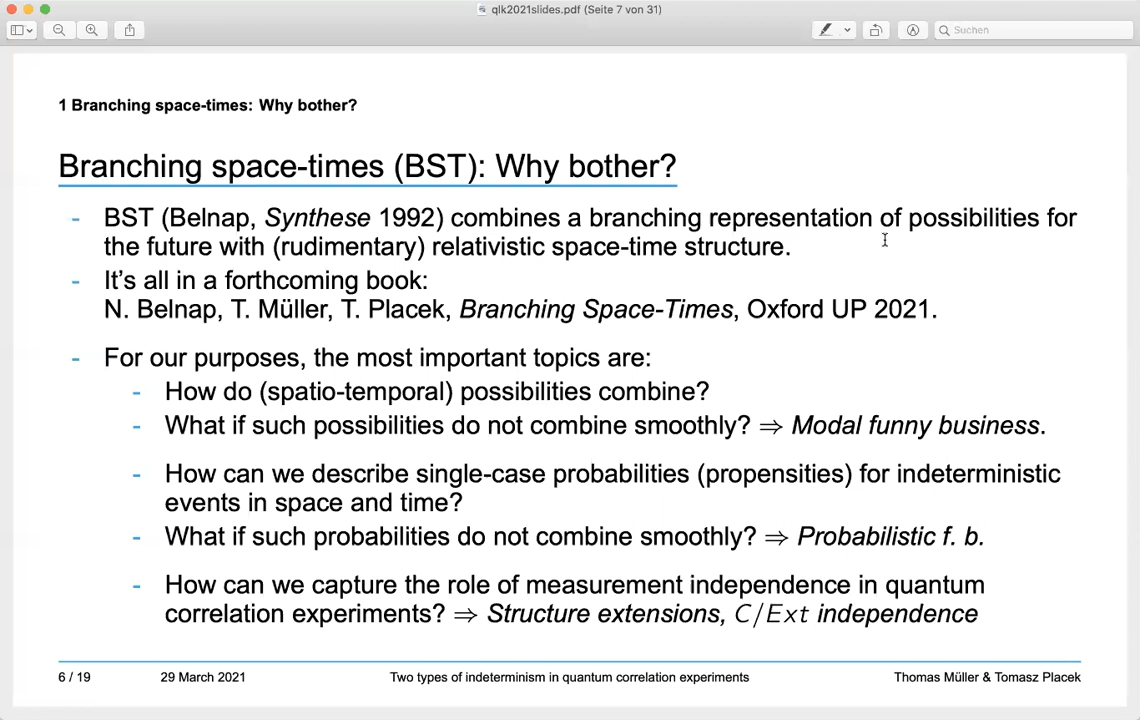 qlk2021slides.pdf (Seite 7 von 31)
Suchen
1 Branching space-times: Why bother?
Branching space-times (BST): Why bother?
- BST (Belnap, Synthese 1992) combines a branching representation of possibilities for
the future with (rudimentary) relativistic space-time structure.
- It's all in a forthcoming book:
N. Belnap, T. Müller, T. Placek, Branching Space-Times, Oxford UP 2021.
- For our purposes, the most important topics are:
- How do (spatio-temporal) possibilities combine?
- What if such possibilities do not combine smoothly? ⇒ Modal funny business.
- How can we describe single-case probabilities (propensities) for indeterministic
events in space and time?
- What if such probabilities do not combine smoothly? ⇒ Probabilistic f. b.
- How can we capture the role of measurement independence in quantum
correlation experiments? ⇒ Structure extensions, C/Ext independence
6 / 19 29 March 2021 Two types of indeterminism in quantum correlation experiments Thomas Müller & Tomasz Placek